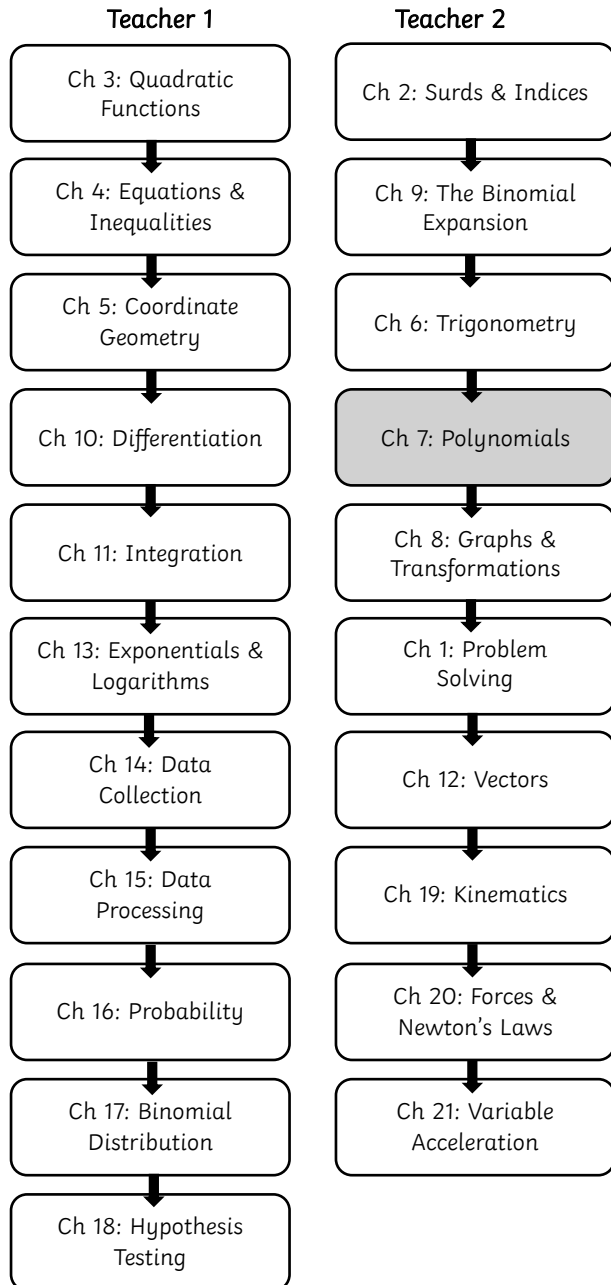 Teacher 1
Ch 3: Quadratic
Functions
Ch 4: Equations &
Inequalities
Ch 5: Coordinate
Geometry
Ch 10: Differentiation
Ch 11: Integration
Ch 13: Exponentials &
Logarithms
Ch 14: Data
Collection
Ch 15: Data
Processing
Ch 16: Probability
Ch 17: Binomial
Distribution
Ch 18: Hypothesis
Testing
Teacher 2
Ch 2: Surds & Indices
Ch 9: The Binomial
Expansion
Ch 6: Trigonometry
Ch 7: Polynomials
Ch 8: Graphs &
Transformations
Ch 1: Problem
Solving
Ch 12: Vectors
Ch 19: Kinematics
Ch 20: Forces &
Newton's Laws
Ch 21: Variable
Acceleration